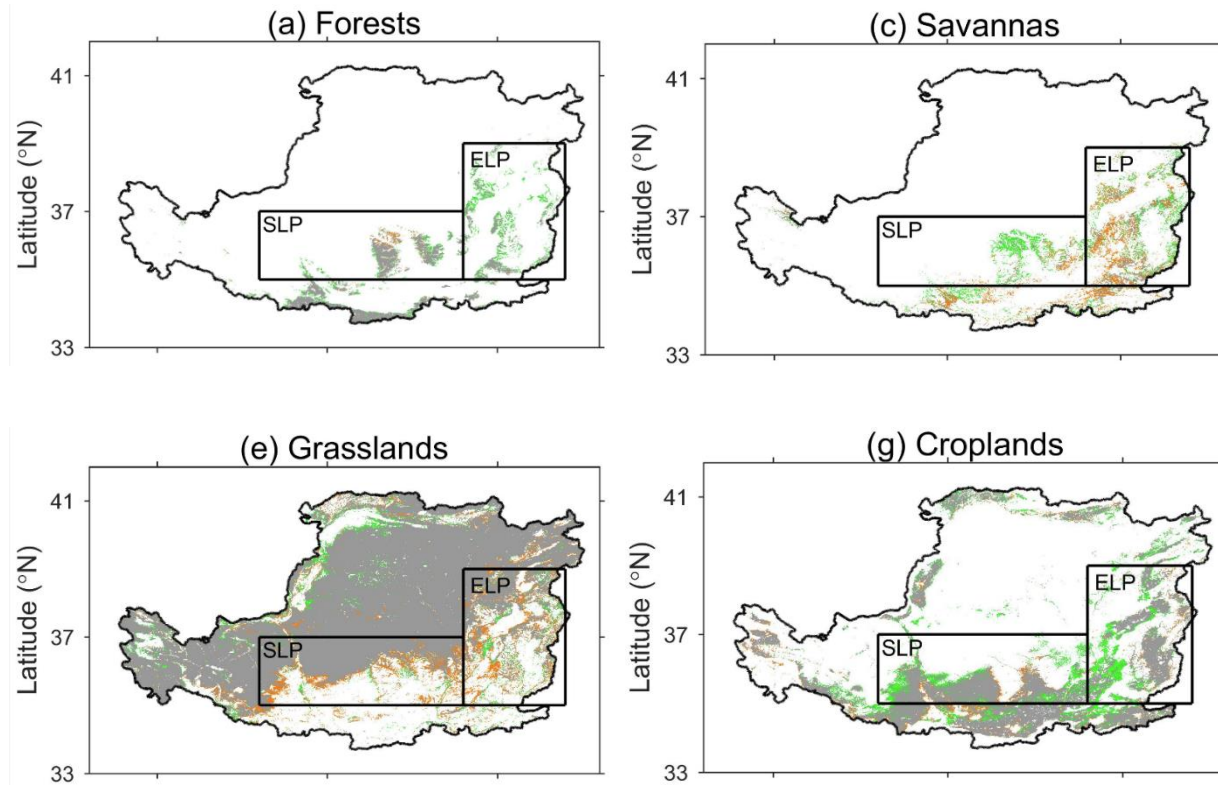 (a) Forests
(c) Savannas
Latitude (°N)
41
37
33
SLP
ELP
Latitude (°N)
41
37
33
SLP
ELP
(e) Grasslands
(g) Croplands
Latitude (°N)
41
37
33
SLP
ELP
Latitude (°N)
41
37
33
SLP
ELP